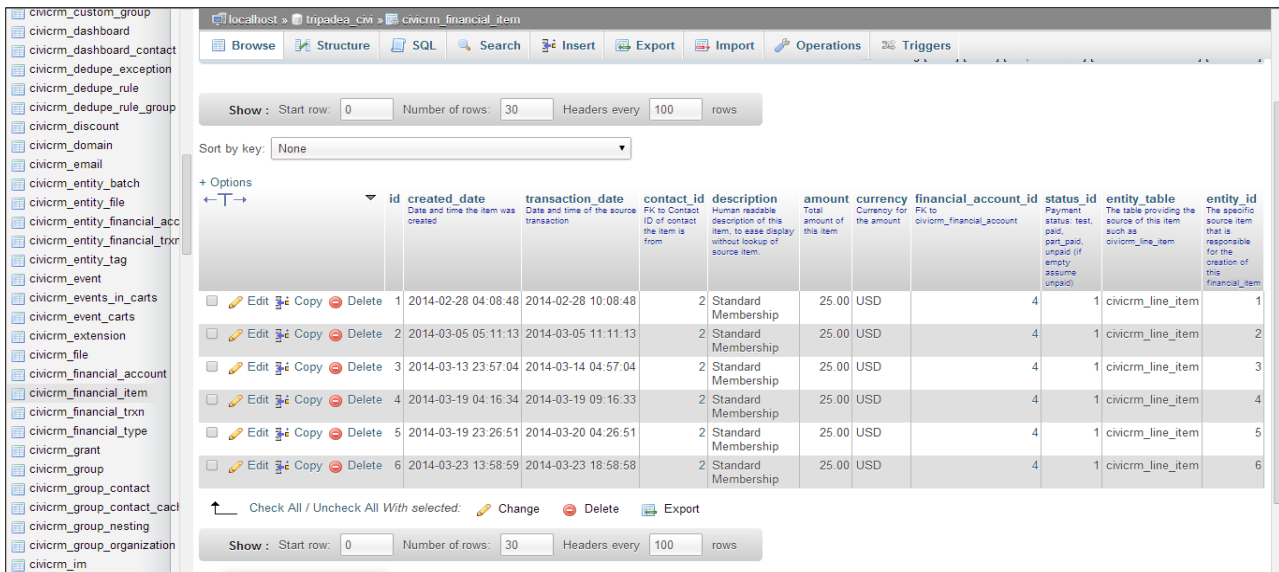 civicrm_custom_group
civicrm_dashboard
civicrm_dashboard_contact
civicrm_dedupe_exception
civicrm_dedupe_rule
civicrm_dedupe_rule_group
civicrm_discount
civicrm_domain
civicrm_email
civicrm_entity_batch
civicrm_entity_file
civicrm_entity_financial_acc
civicrm_entity_financial_trxn
civicrm_entity_tag
civicrm_event
civicrm_events_in_carts
civicrm_event_carts
civicrm_extension
civicrm_file
civicrm_financial_account
civicrm_financial_item
civicrm_financial_trxn
civicrm_financial_type
civicrm_grant
civicrm_group
civicrm_group_contact
civicrm_group_contact_cach
civicrm_group_nesting
civicrm_group_organization
civicrm_im
localhost » tripadea_civi » civicrm_financial_item
Browse Structure SQL Search Insert Export Import Operations Triggers
Show : Start row: 0 Number of rows: 30 Headers every 100 rows
Sort by key: None
+ Options
←T→ id created_date transaction_date contact_id description amount currency financial_account_id status_id entity_table entity_id
Date and time the item was created
Date and time of the source transaction
FK to Contact ID of contact the item is from
Human readable description of this item, to ease display without lookup of source item.
Total amount of this item
Currency for the amount
FK to civicrm_financial_account
Payment status: test, paid, part_paid, unpaid (if empty assume unpaid)
The table providing the source of this item such as civicrm_line_item
The specific source item that is responsible for the creation of this financial_item
Edit Copy Delete 1 2014-02-28 04:08:48 2014-02-28 10:08:48 2 Standard Membership 25.00 USD 4 1 civicrm_line_item 1
Edit Copy Delete 2 2014-03-05 05:11:13 2014-03-05 11:11:13 2 Standard Membership 25.00 USD 4 1 civicrm_line_item 2
Edit Copy Delete 3 2014-03-13 23:57:04 2014-03-14 04:57:04 2 Standard Membership 25.00 USD 4 1 civicrm_line_item 3
Edit Copy Delete 4 2014-03-19 04:16:34 2014-03-19 09:16:33 2 Standard Membership 25.00 USD 4 1 civicrm_line_item 4
Edit Copy Delete 5 2014-03-19 23:26:51 2014-03-20 04:26:51 2 Standard Membership 25.00 USD 4 1 civicrm_line_item 5
Edit Copy Delete 6 2014-03-23 13:58:59 2014-03-23 18:58:58 2 Standard Membership 25.00 USD 4 1 civicrm_line_item 6
Check All / Uncheck All With selected: Change Delete Export
Show : Start row: 0 Number of rows: 30 Headers every 100 rows